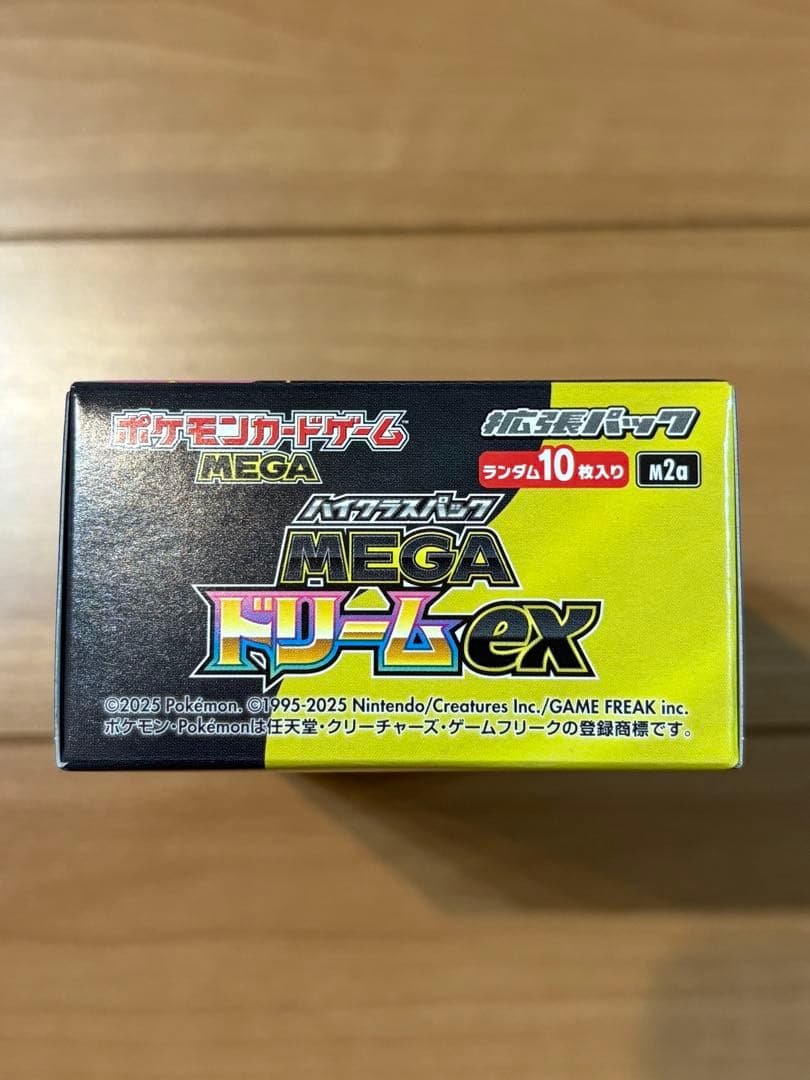 ポケモンカードゲーム™
MEGA
拡張パック
ランダム10枚入り
M2a
ハイクラスパック
MEGA
ドリームex
©2025 Pokémon. ©1995-2025 Nintendo/Creatures Inc./GAME FREAK inc.
ポケモン・Pokémonは任天堂・クリーチャーズ・ゲームフリークの登録商標です。